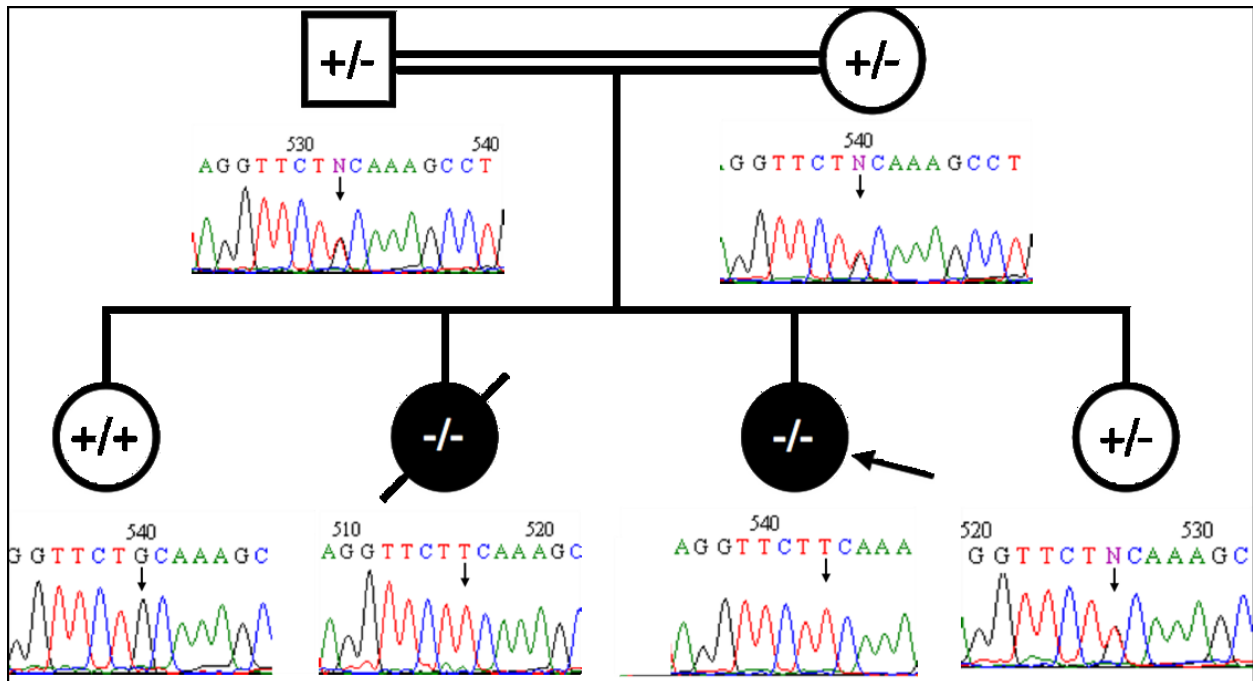 +/- +/-
530 540
AGGTTCTNCAAAGCCT
540
GGTTCTNCAAAGCCT
+/+ -/- -/- +/-
540
GGTTCTGCAAAGC
510 520
AGGTTCTTCAAAGC
540
AGGTTCTTCAAA
520 530
GGTTCTNCAAAGC